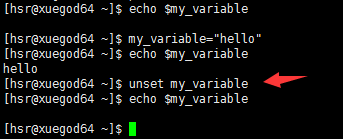 [hsr@xuegod64 ~]$ echo $my_variable
[hsr@xuegod64 ~]$ my_variable="hello"
[hsr@xuegod64 ~]$ echo $my_variable
hello
[hsr@xuegod64 ~]$ unset my_variable
[hsr@xuegod64 ~]$ echo $my_variable
[hsr@xuegod64 ~]$